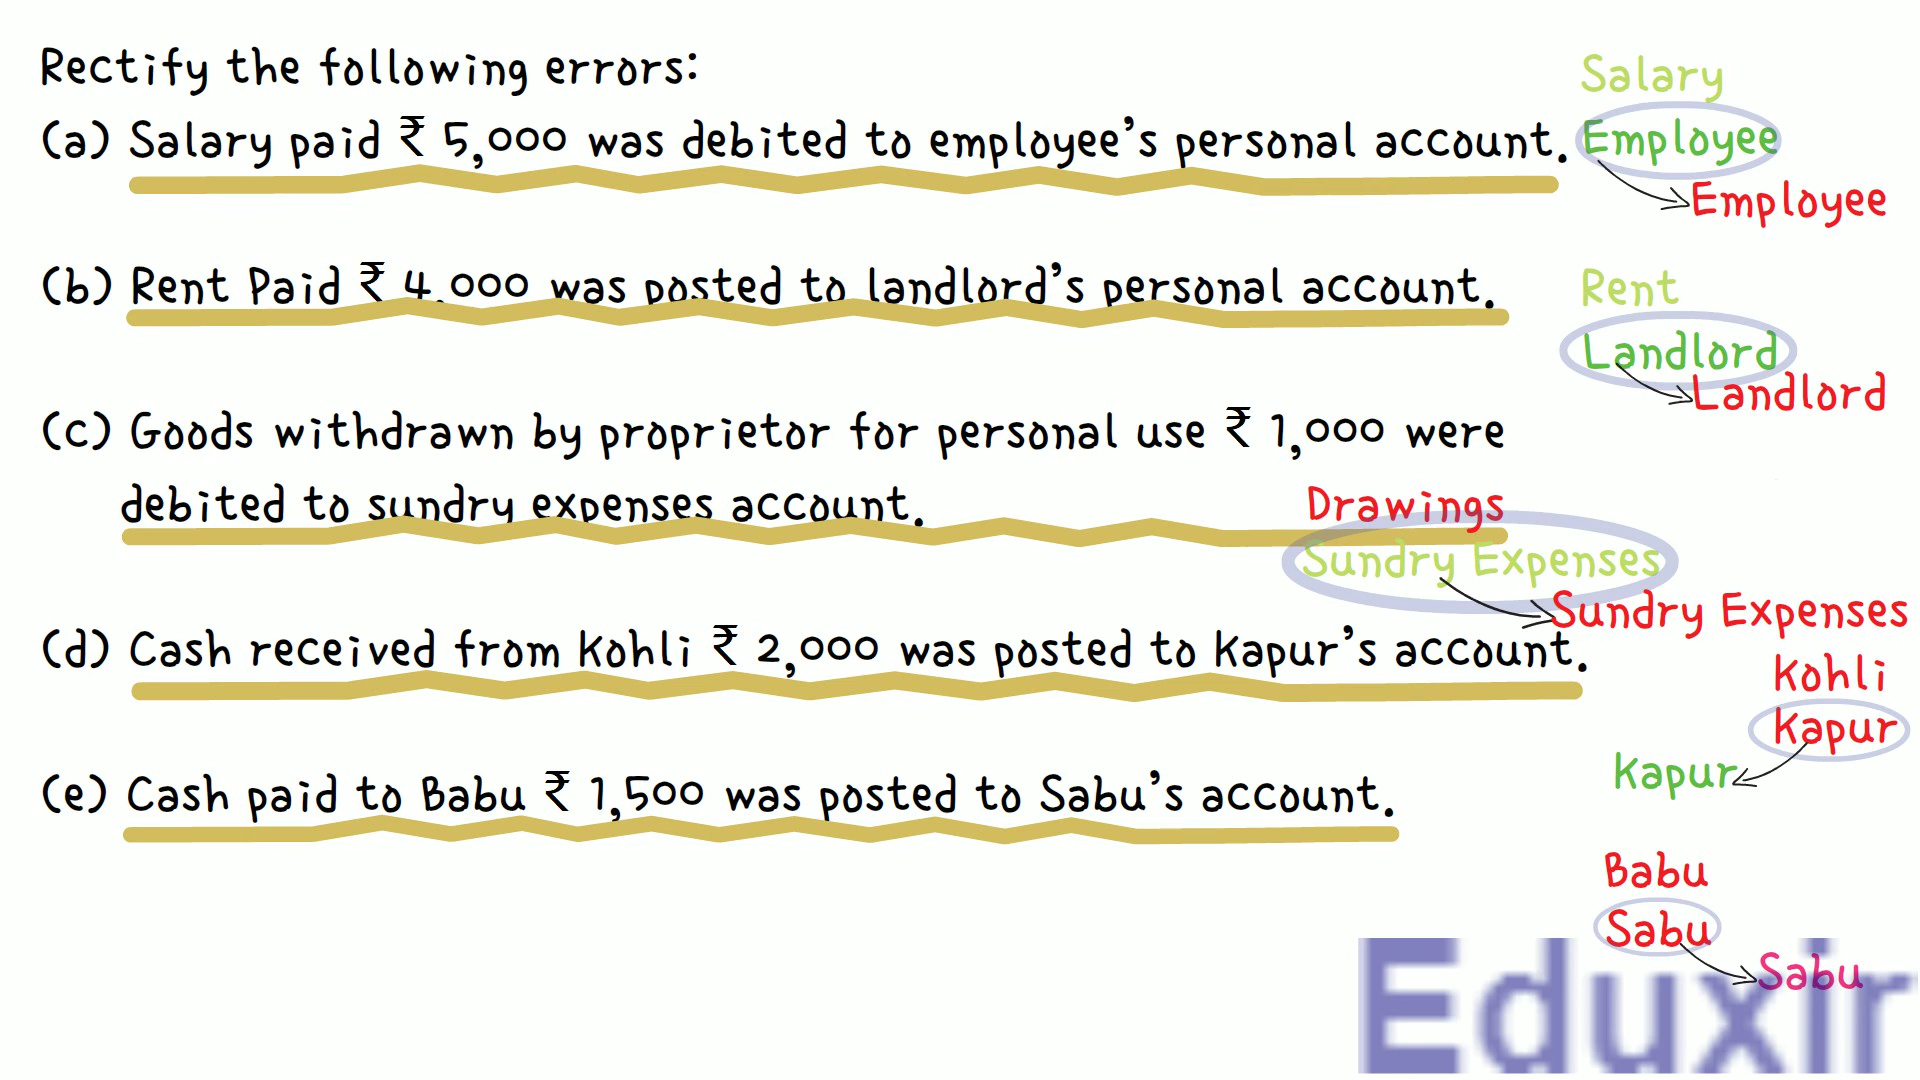 Rectify the following errors:
Salary
(a) Salary paid ₹ 5,000 was debited to employee's personal account.
Employee
Employee
(b) Rent Paid ₹ 4,000 was posted to landlord's personal account.
Rent
Landlord
Landlord
(c) Goods withdrawn by proprietor for personal use ₹ 1,000 were
debited to sundry expenses account.
Drawings
Sundry Expenses
Sundry Expenses
(d) Cash received from Kohli ₹ 2,000 was posted to Kapur's account.
Kohli
Kapur
Kapur
(e) Cash paid to Babu ₹ 1,500 was posted to Sabu's account.
Babu
Sabu
Sabu
Eduxir